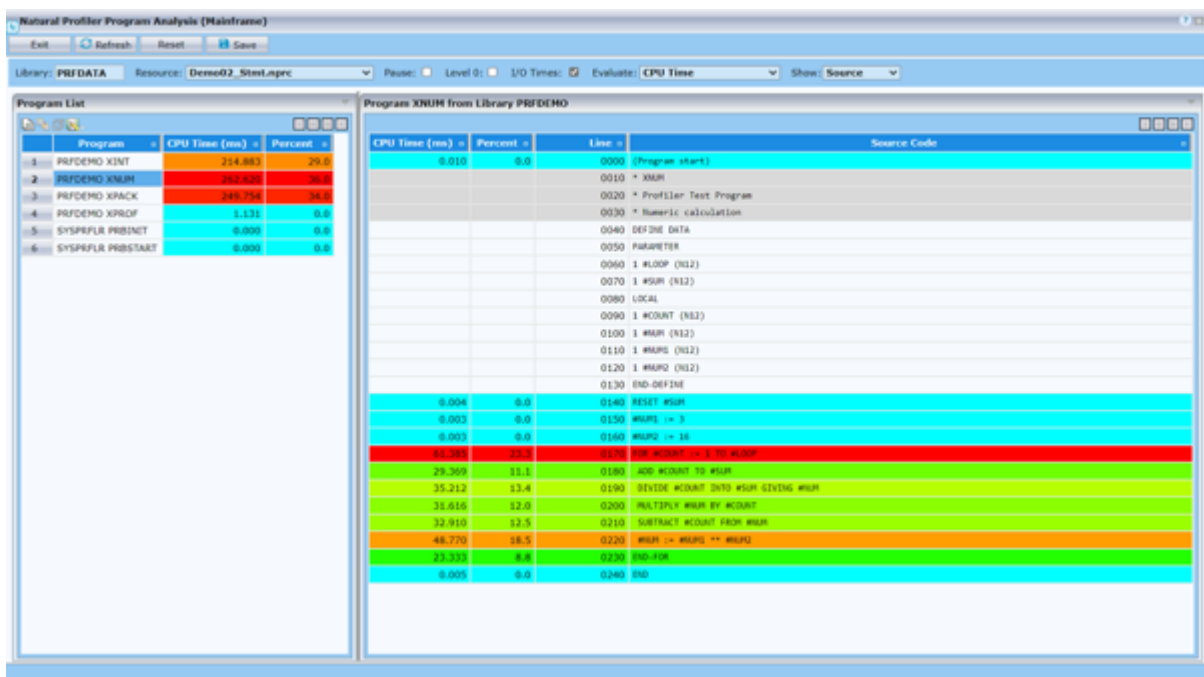 Natural Profiler Program Analysis (Mainframe)
Exit Refresh Reset Save
Library: PRFDATA Resource: Demo02_Stmt.nprc Pause: Level 0: I/O Times: Evaluate: CPU Time Show: Source
Program List
Program CPU Time (ms) Percent
1 PRFDEMO XINT 214.883 29.0
2 PRFDEMO XNUM 262.620 36.0
3 PRFDEMO XPACK 249.754 34.0
4 PRFDEMO XPROF 1.131 0.0
5 SYSPRFLR PRBINIT 0.000 0.0
6 SYSPRFLR PRBSTART 0.000 0.0
Program XNUM from Library PRFDEMO
CPU Time (ms) Percent Line Source Code
0.010 0.0 0000 (Program start)
0010 * XNUM
0020 * Profiler Test Program
0030 * Numeric calculation
0040 DEFINE DATA
0050 PARAMETER
0060 1 #LOOP (N12)
0070 1 #SUM (N12)
0080 LOCAL
0090 1 #COUNT (N12)
0100 1 #NUM (N12)
0110 1 #NUM1 (N12)
0120 1 #NUM2 (N12)
0130 END-DEFINE
0.004 0.0 0140 RESET #SUM
0.003 0.0 0150 #NUM1 := 3
0.003 0.0 0160 #NUM2 := 16
61.385 23.3 0170 FOR #COUNT := 1 TO #LOOP
29.369 11.1 0180 ADD #COUNT TO #SUM
35.212 13.4 0190 DIVIDE #COUNT INTO #SUM GIVING #NUM
31.616 12.0 0200 MULTIPLY #NUM BY #COUNT
32.910 12.5 0210 SUBTRACT #COUNT FROM #NUM
48.770 18.5 0220 #NUM := #NUM1 ** #NUM2
23.333 8.8 0230 END-FOR
0.005 0.0 0240 END